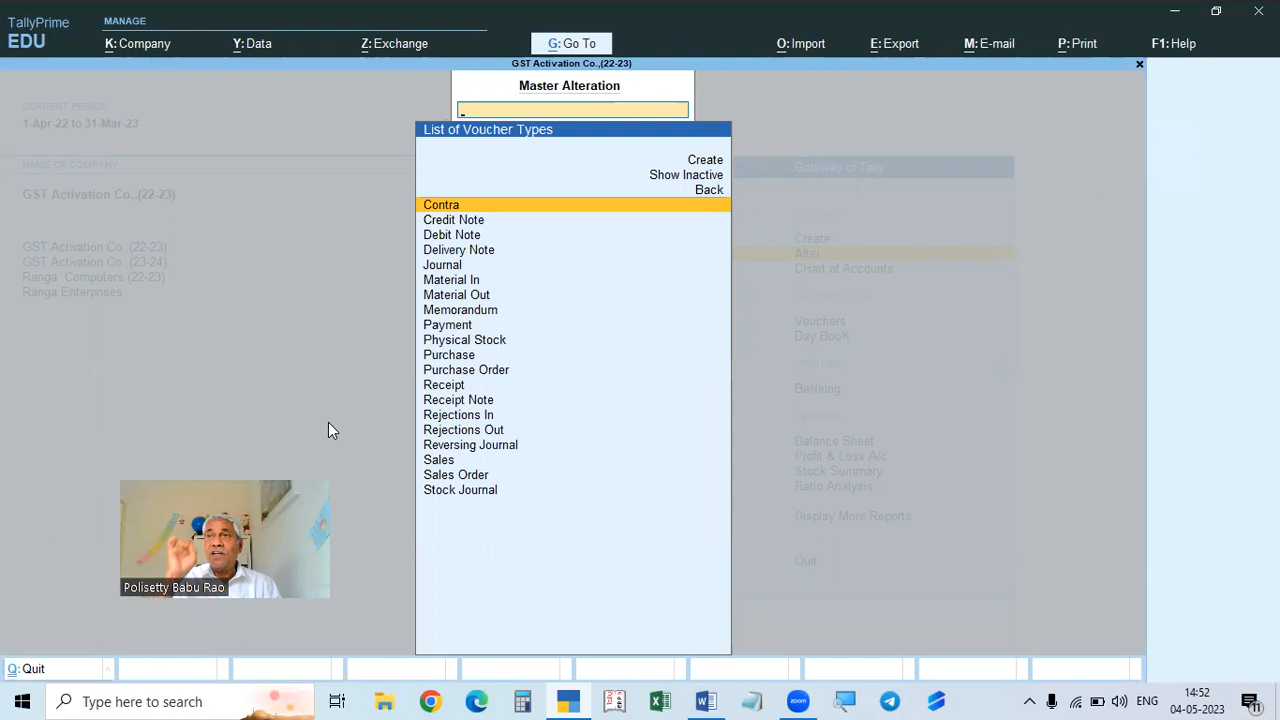 TallyPrime
EDU
MANAGE
K: Company
Y: Data
Z: Exchange
G: Go To
O: Import
E: Export
M: E-mail
P: Print
F1: Help
GST Activation Co.,(22-23)
Master Alteration
CURRENT PERIOD
1-Apr-22 to 31-Mar-23
NAME OF COMPANY
GST Activation Co.,(22-23)
GST Activation Co.,(22-23)
GST Activation Co.,(23-24)
Ranga Computers (22-23)
Ranga Enterprises
List of Voucher Types
Create
Show Inactive
Back
Contra
Credit Note
Debit Note
Delivery Note
Journal
Material In
Material Out
Memorandum
Payment
Physical Stock
Purchase
Purchase Order
Receipt
Receipt Note
Rejections In
Rejections Out
Reversing Journal
Sales
Sales Order
Stock Journal
Gateway of Tally
Create
Alter
CHart of Accounts
Vouchers
Day BooK
BaNking
Balance Sheet
Profit & Loss A/c
Stock Summary
Ratio Analysis
Display More Reports
Quit
Polisetty Babu Rao
Q: Quit
Type here to search
ENG
14:52
04-05-2023